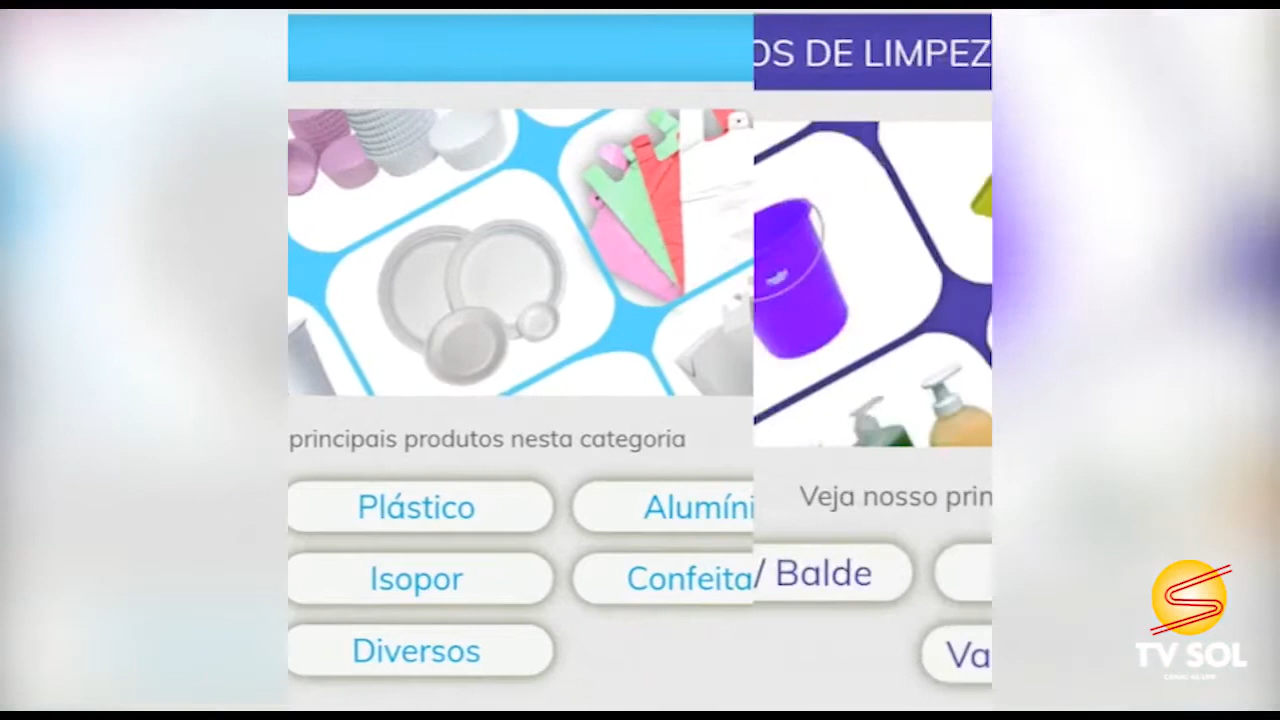 OS DE LIMPEZ
principais produtos nesta categoria
Plástico
Alumíni
Isopor
Confeita
Diversos
Veja nosso prin
/ Balde
Va
TV SOL